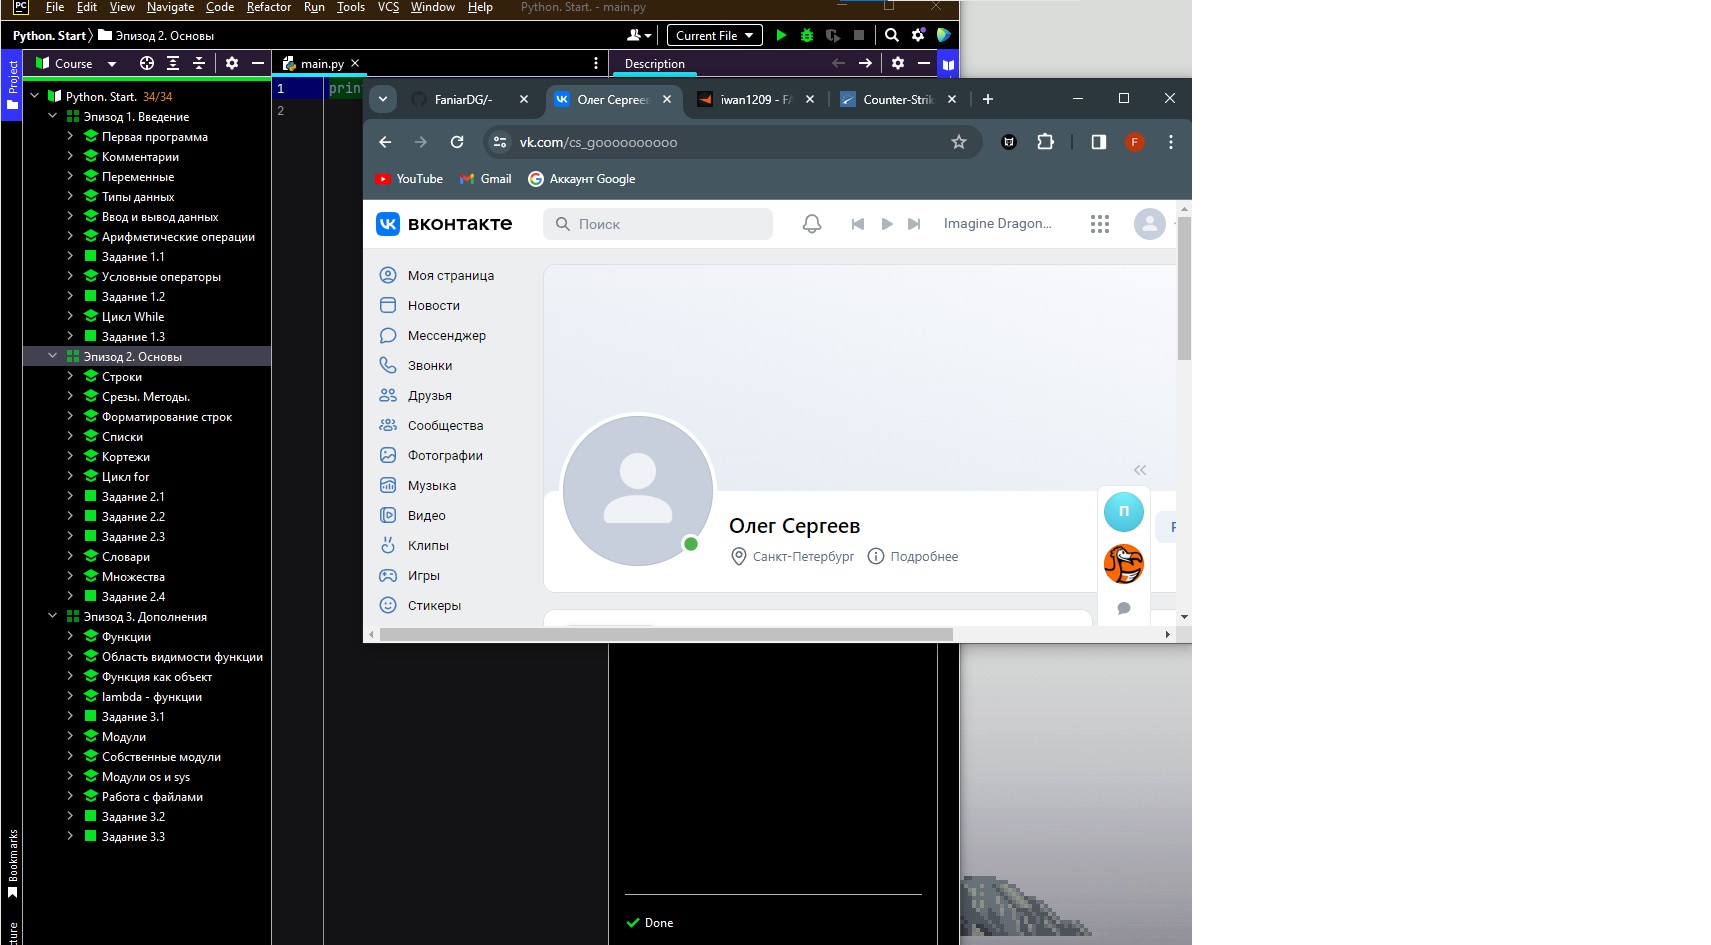 PC File Edit View Navigate Code Refactor Run Tools VCS Window Help Python. Start. - main.py
Python. Start Эпизод 2. Основы Current File
Project
Course
main.py
Description
1
2
prin
Python. Start. 34/34
Эпизод 1. Введение
Первая программа
Комментарии
Переменные
Типы данных
Ввод и вывод данных
Арифметические операции
Задание 1.1
Условные операторы
Задание 1.2
Цикл While
Задание 1.3
Эпизод 2. Основы
Строки
Срезы. Методы.
Форматирование строк
Списки
Кортежи
Цикл for
Задание 2.1
Задание 2.2
Задание 2.3
Словари
Множества
Задание 2.4
Эпизод 3. Дополнения
Функции
Область видимости функции
Функция как объект
lambda - функции
Задание 3.1
Модули
Собственные модули
Модули os и sys
Работа с файлами
Задание 3.2
Задание 3.3
Bookmarks
cture
FaniarDG/- Олег Сергеев iwan1209 - FA Counter-Strik
vk.com/cs_goooooooooo
F
YouTube Gmail Аккаунт Google
вконтакте Поиск Imagine Dragon...
Моя страница
Новости
Мессенджер
Звонки
Друзья
Сообщества
Фотографии
Музыка
Видео
Клипы
Игры
Стикеры
Олег Сергеев
Санкт-Петербург Подробнее
П
Done